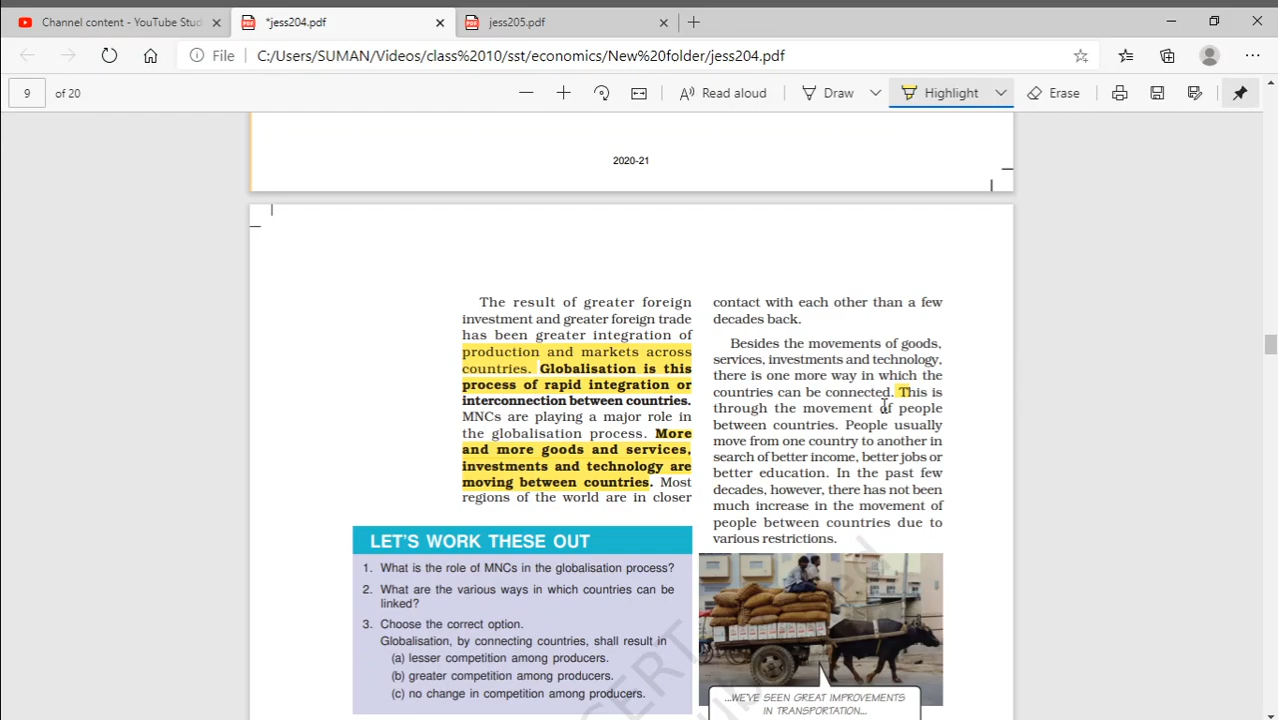 Channel content - YouTube Stud
*jess204.pdf
jess205.pdf
File
C:/Users/SUMAN/Videos/class%2010/sst/economics/New%20folder/jess204.pdf
9 of 20
Read aloud
Draw
Highlight
Erase
2020-21
The result of greater foreign
investment and greater foreign trade
has been greater integration of
production and markets across
countries. Globalisation is this
process of rapid integration or
interconnection between countries.
MNCs are playing a major role in
the globalisation process. More
and more goods and services,
investments and technology are
moving between countries. Most
regions of the world are in closer
contact with each other than a few
decades back.
Besides the movements of goods,
services, investments and technology,
there is one more way in which the
countries can be connected. This is
through the movement of people
between countries. People usually
move from one country to another in
search of better income, better jobs or
better education. In the past few
decades, however, there has not been
much increase in the movement of
people between countries due to
various restrictions.
LET'S WORK THESE OUT
1. What is the role of MNCs in the globalisation process?
2. What are the various ways in which countries can be
linked?
3. Choose the correct option.
Globalisation, by connecting countries, shall result in
(a) lesser competition among producers.
(b) greater competition among producers.
(c) no change in competition among producers.
...WE'VE SEEN GREAT IMPROVEMENTS
IN TRANSPORTATION...